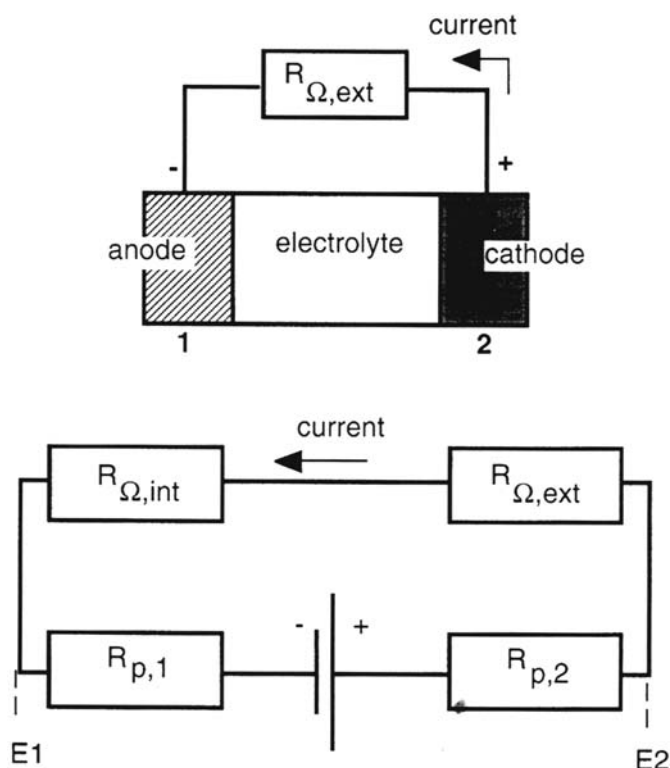 current
RΩ,ext
- +
anode electrolyte cathode
1 2
current
RΩ,int RΩ,ext
- +
Rp,1 Rp,2
E1 E2